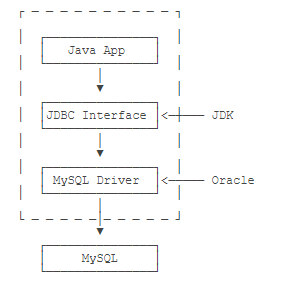 Java App
JDBC Interface
JDK
MySQL Driver
Oracle
MySQL